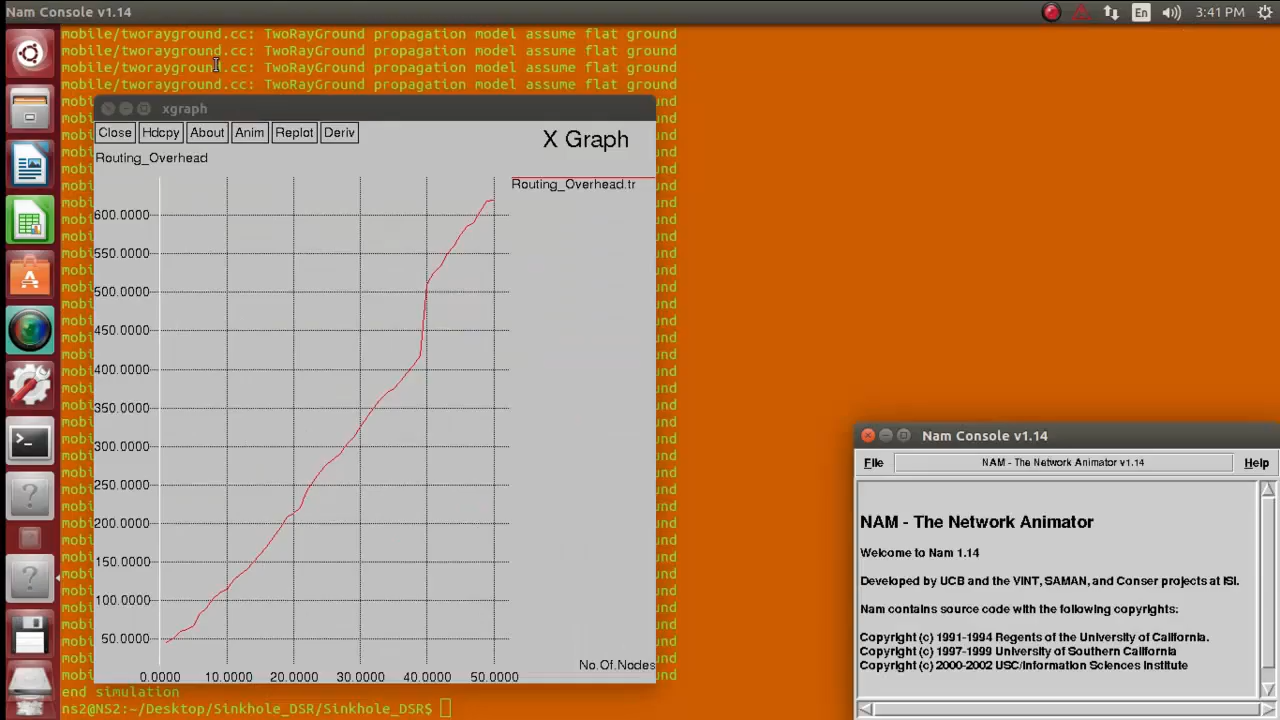 Nam Console v1.14
En
3:41 PM
mobile/tworayground.cc: TwoRayGround propagation model assume flat ground
mobile/tworayground.cc: TwoRayGround propagation model assume flat ground
mobile/tworayground.cc: TwoRayGround propagation model assume flat ground
mobile/tworayground.cc: TwoRayGround propagation model assume flat ground
xgraph
Close Hdcpy About Anim Replot Deriv
X Graph
Routing_Overhead
Routing_Overhead.tr
600.0000
550.0000
500.0000
450.0000
400.0000
350.0000
300.0000
250.0000
200.0000
150.0000
100.0000
50.0000
No.Of.Nodes
0.0000 10.0000 20.0000 30.0000 40.0000 50.0000
end simulation
ns2@NS2:~/Desktop/Sinkhole_DSR/Sinkhole_DSR$
Nam Console v1.14
File NAM - The Network Animator v1.14 Help
NAM - The Network Animator
Welcome to Nam 1.14
Developed by UCB and the VINT, SAMAN, and Conser projects at ISI.
Nam contains source code with the following copyrights:
Copyright (c) 1991-1994 Regents of the University of California.
Copyright (c) 1997-1999 University of Southern California
Copyright (c) 2000-2002 USC/Information Sciences Institute